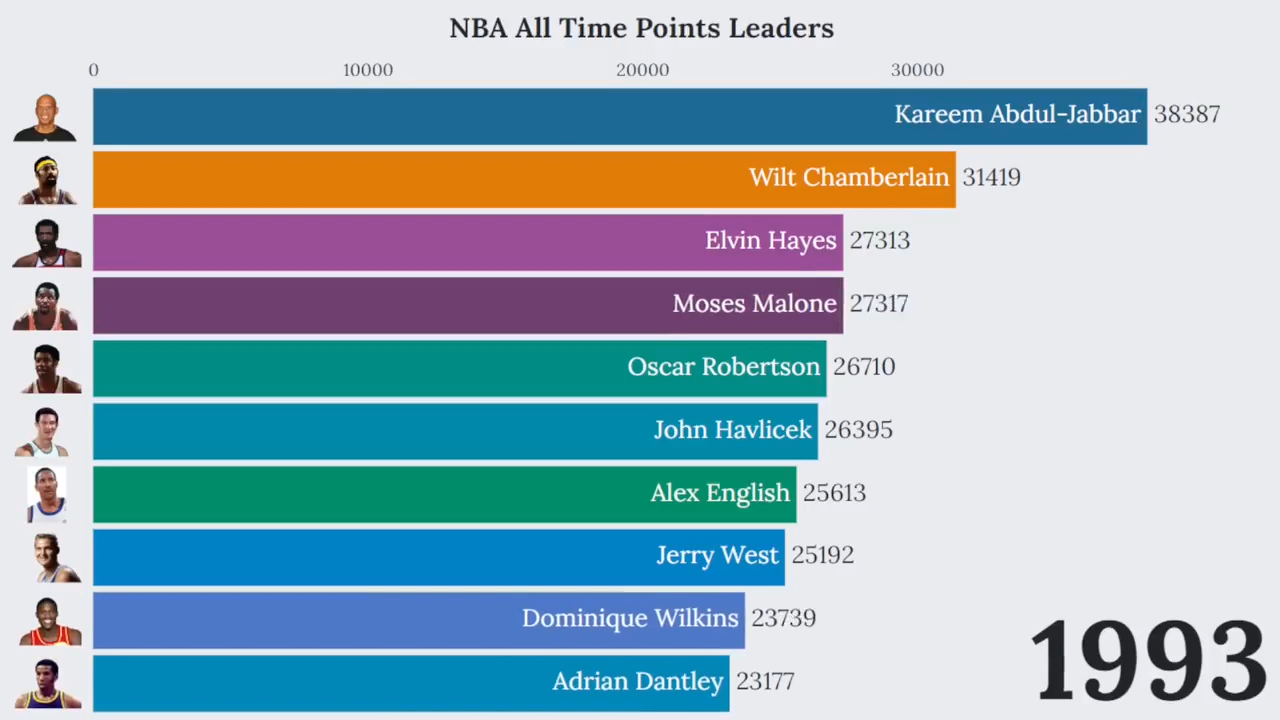 NBA All Time Points Leaders
0 10000 20000 30000
Kareem Abdul-Jabbar 38387
Wilt Chamberlain 31419
Elvin Hayes 27313
Moses Malone 27317
Oscar Robertson 26710
John Havlicek 26395
Alex English 25613
Jerry West 25192
Dominique Wilkins 23739
Adrian Dantley 23177
1993